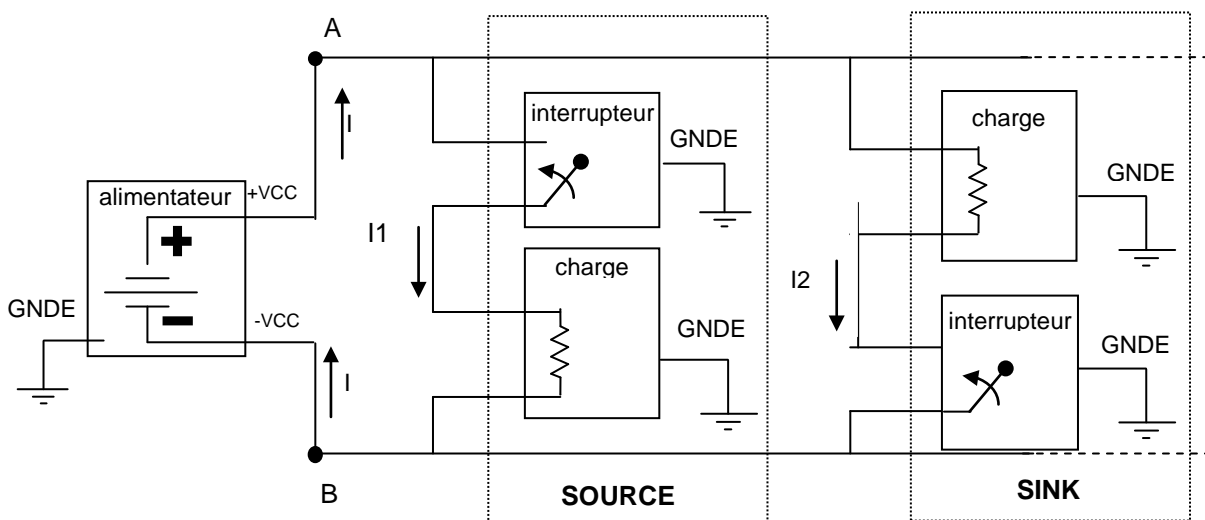 A
I
alimentateur
+VCC
-VCC
GNDE
I
B
I1
interrupteur
GNDE
charge
GNDE
SOURCE
I2
charge
GNDE
interrupteur
GNDE
SINK